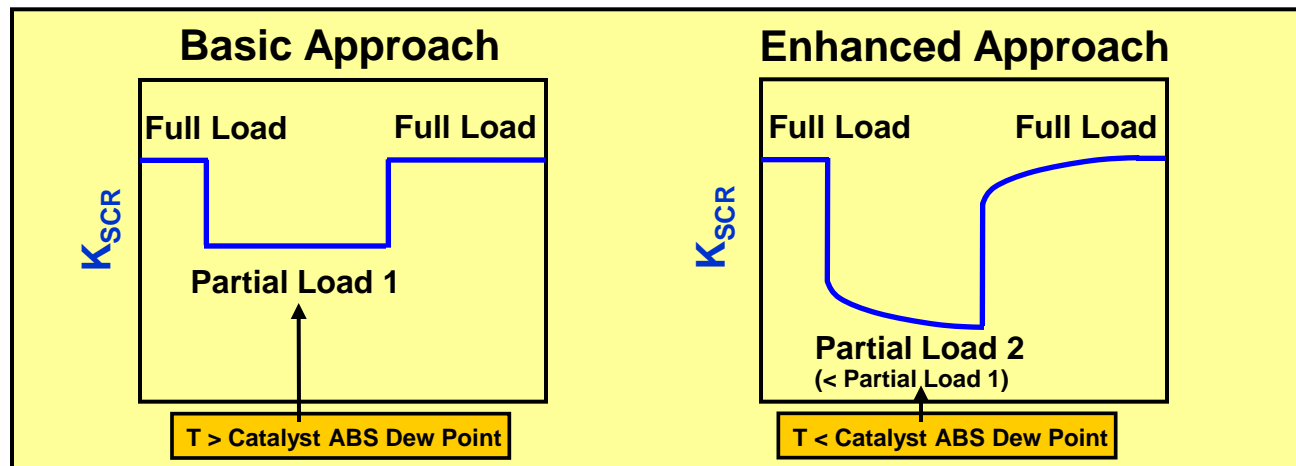 Basic Approach
Full Load
Full Load
KSCR
Partial Load 1
T > Catalyst ABS Dew Point
Enhanced Approach
Full Load
Full Load
KSCR
Partial Load 2
(< Partial Load 1)
T < Catalyst ABS Dew Point